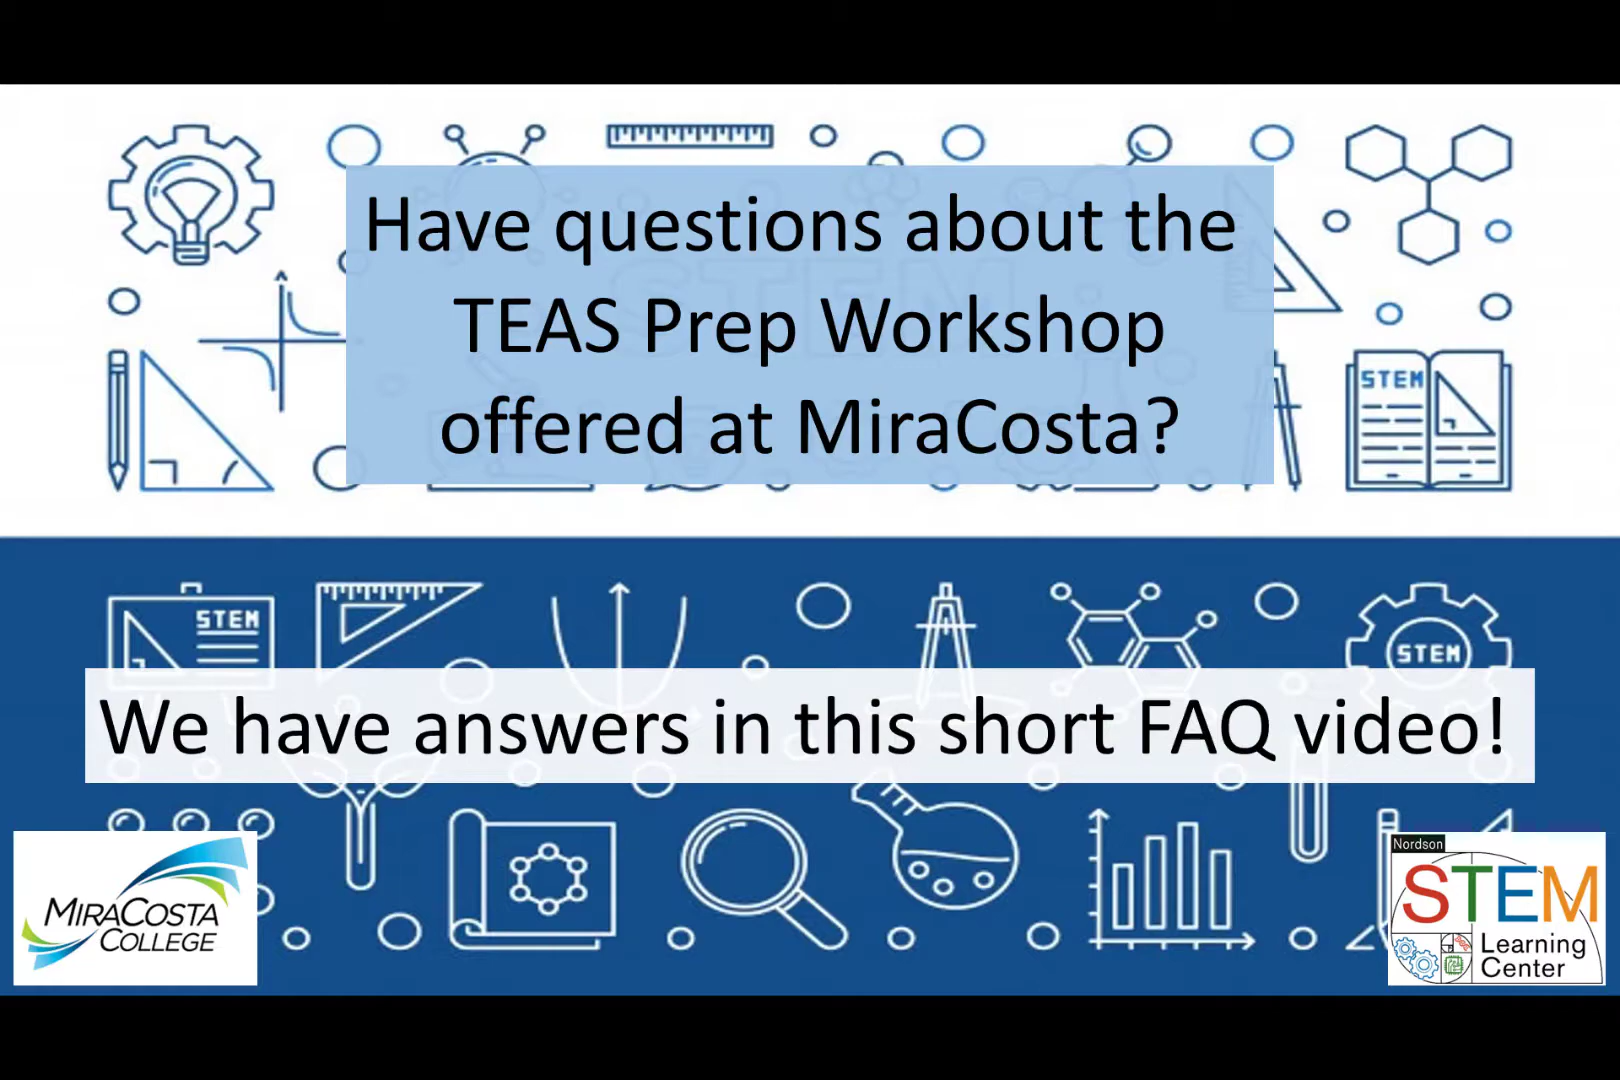 Have questions about the
TEAS Prep Workshop
offered at MiraCosta?
STEM
STEM
STEM
We have answers in this short FAQ video!
MIRACOSTA
COLLEGE
Nordson
STEM
Learning
Center